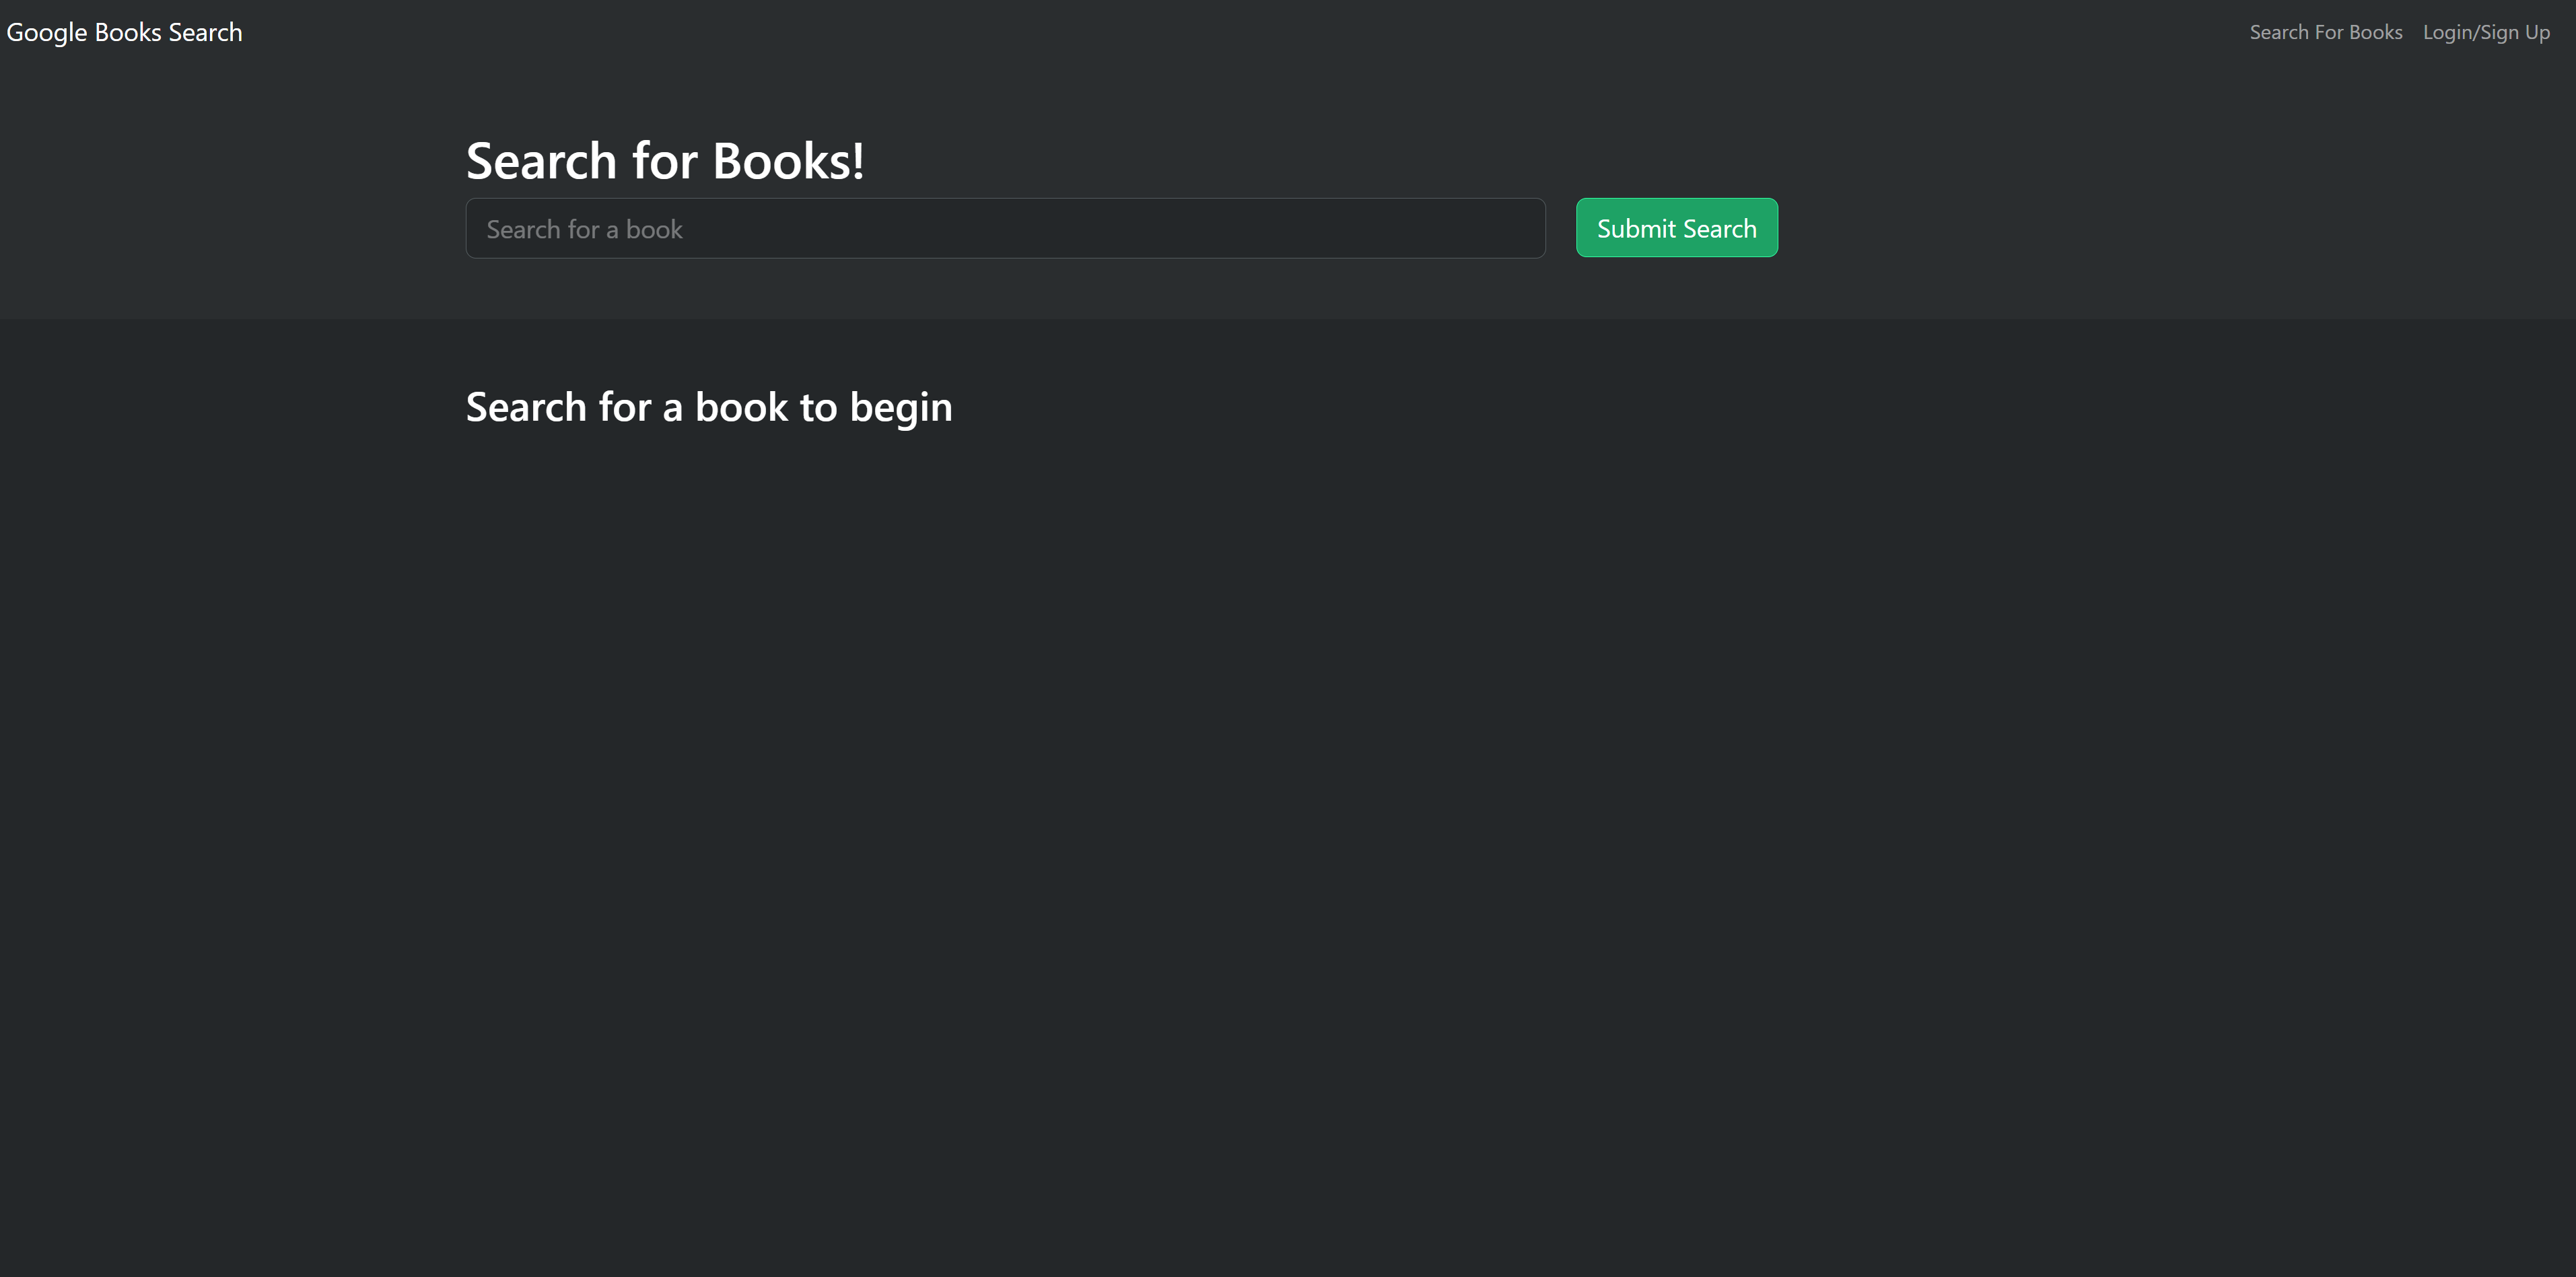 Google Books Search
Search For Books
Login/Sign Up
Search for Books!
Search for a book
Submit Search
Search for a book to begin